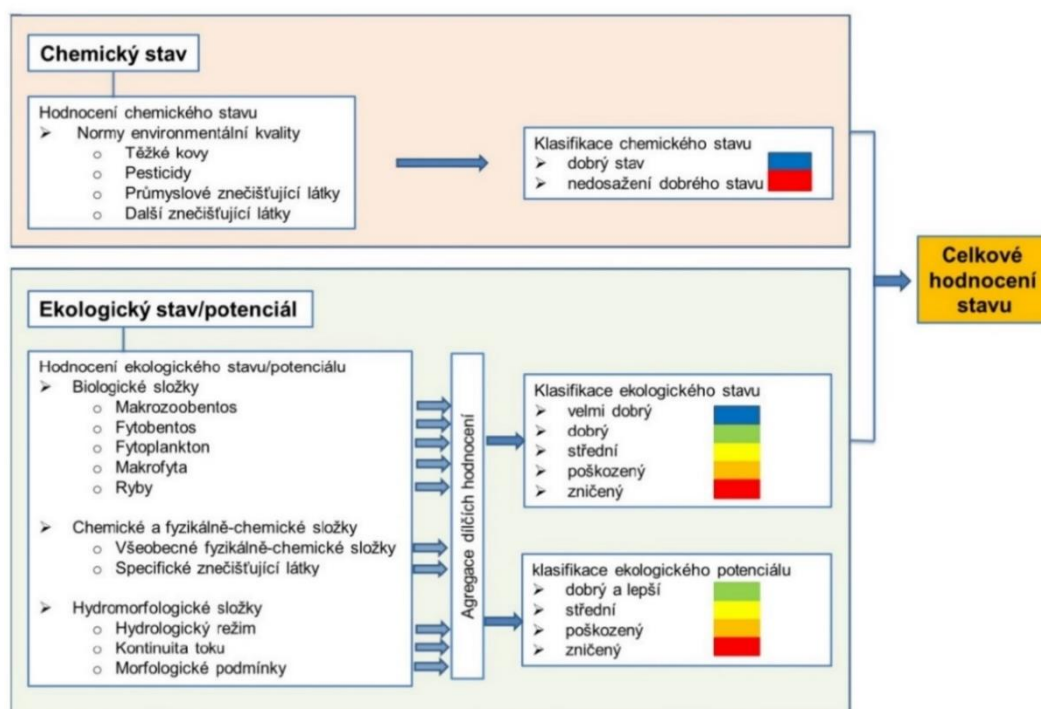 Chemický stav
Hodnocení chemického stavu
➢ Normy environmentální kvality
o Těžké kovy
o Pesticidy
o Průmyslové znečišťující látky
o Další znečišťující látky
Klasifikace chemického stavu
➢ dobrý stav
➢ nedosažení dobrého stavu
Celkové
hodnocení
stavu
Ekologický stav/potenciál
Hodnocení ekologického stavu/potenciálu
➢ Biologické složky
o Makrozoobentos
o Fytobentos
o Fytoplankton
o Makrofyta
o Ryby
➢ Chemické a fyzikálně-chemické složky
o Všeobecné fyzikálně-chemické složky
o Specifické znečišťující látky
➢ Hydromorfologické složky
o Hydrologický režim
o Kontinuita toku
o Morfologické podmínky
Agregace dílčích hodnocení
Klasifikace ekologického stavu
➢ velmi dobrý
➢ dobrý
➢ střední
➢ poškozený
➢ zničený
klasifikace ekologického potenciálu
➢ dobrý a lepší
➢ střední
➢ poškozený
➢ zničený